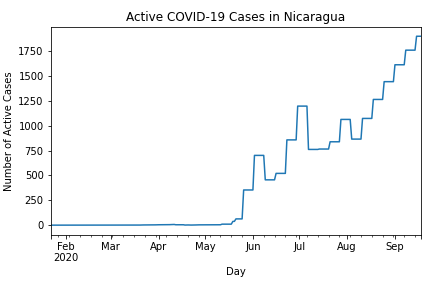 Active COVID-19 Cases in Nicaragua
Number of Active Cases
1750
1500
1250
1000
750
500
250
0
Feb Mar Apr May Jun Jul Aug Sep
2020
Day